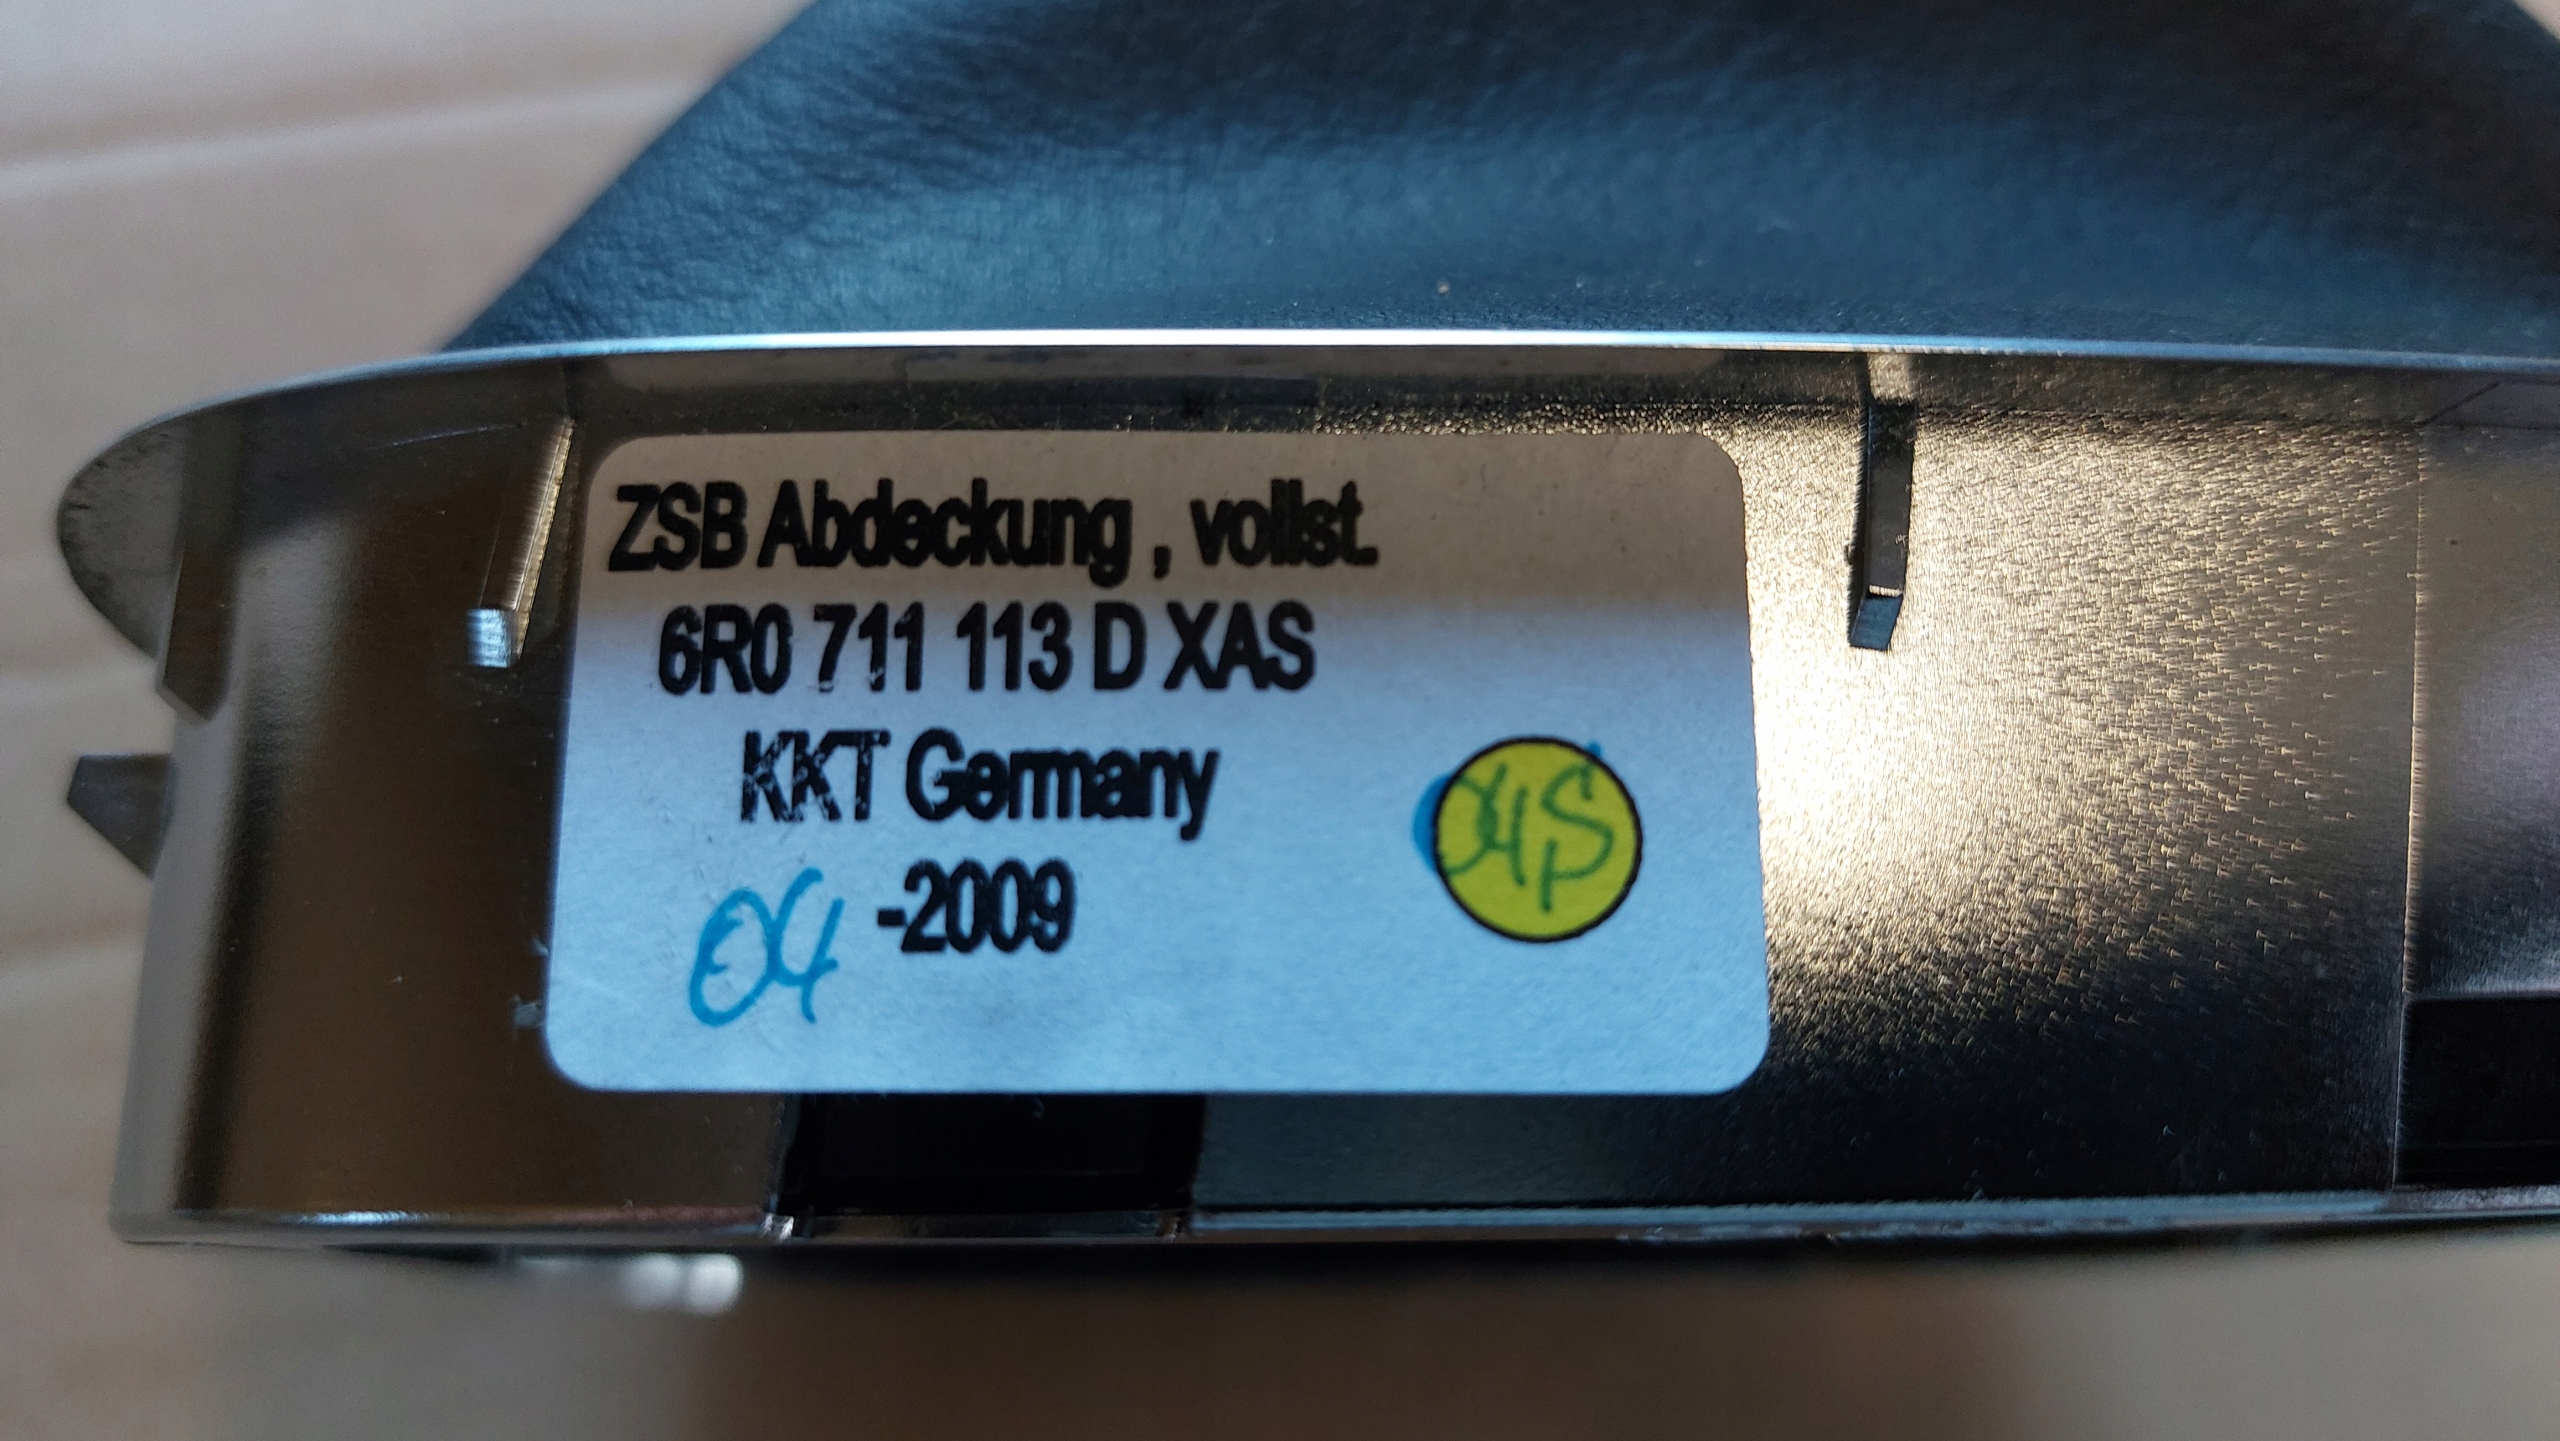 ZSB Abdeckung , vollst.
6R0 711 113 D XAS
KKT Germany
04 -2009